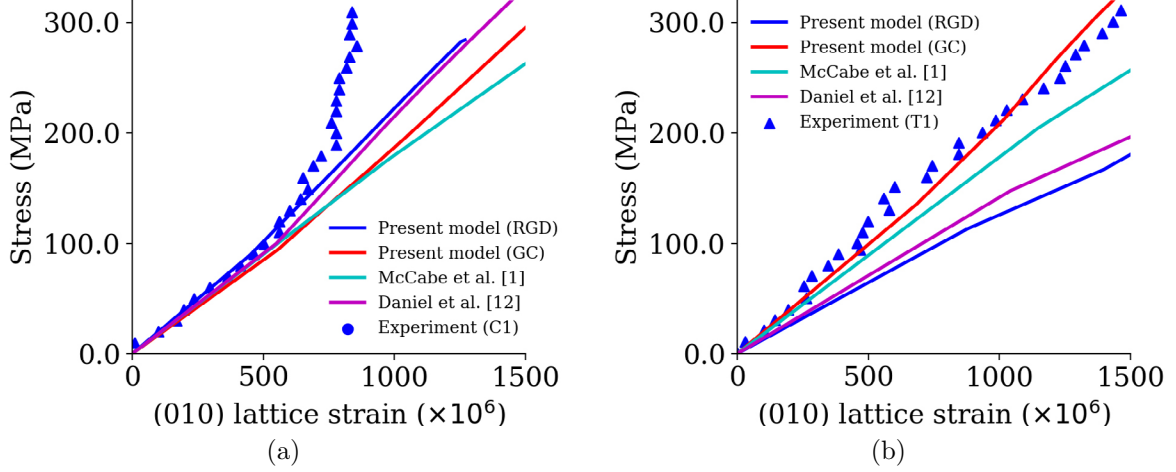 300.0
200.0
100.0
0.0
Stress (MPa)
Present model (RGD)
Present model (GC)
McCabe et al. [1]
Daniel et al. [12]
Experiment (C1)
0 500 1000 1500
(010) lattice strain (×10⁶)
(a)
300.0
200.0
100.0
0.0
Stress (MPa)
Present model (RGD)
Present model (GC)
McCabe et al. [1]
Daniel et al. [12]
Experiment (T1)
0 500 1000 1500
(010) lattice strain (×10⁶)
(b)